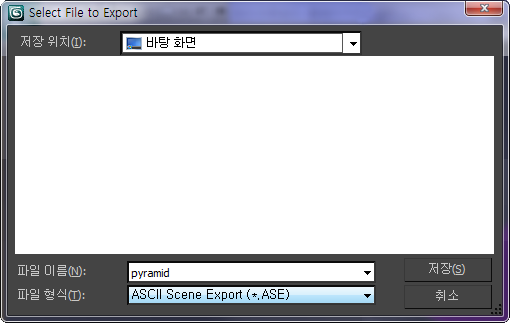 Select File to Export
저장 위치(I):
바탕 화면
파일 이름(N):
pyramid
저장(S)
파일 형식(T):
ASCII Scene Export (*,ASE)
취소